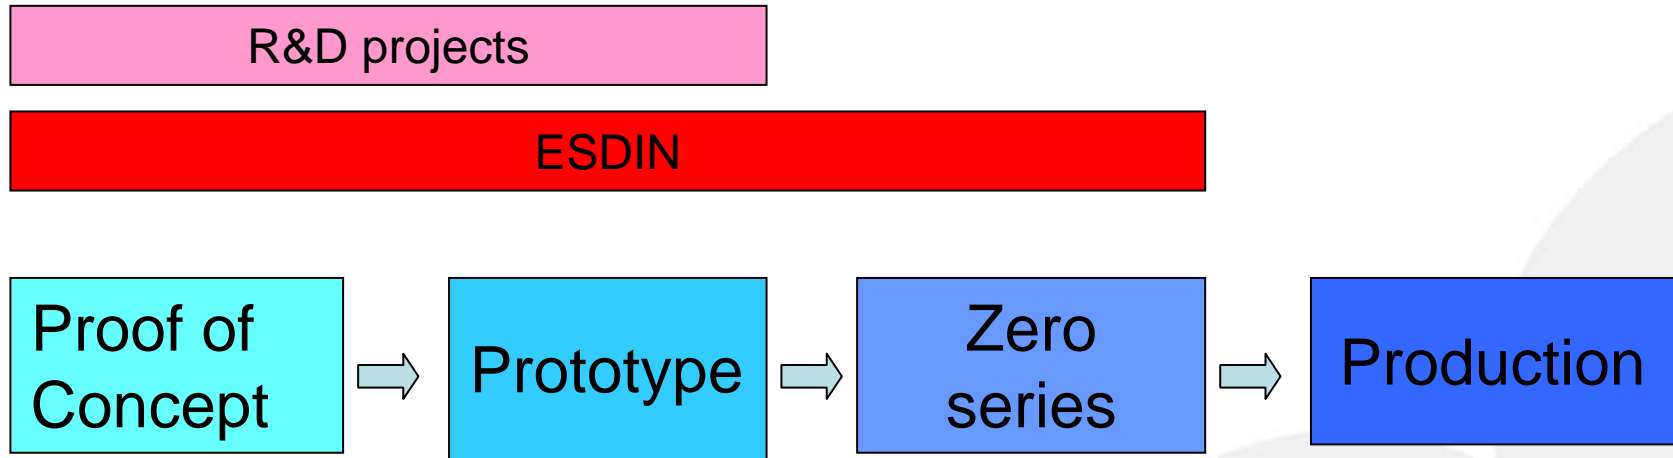 R&D projects
ESDIN
Proof of
Concept
Prototype
Zero
series
Production